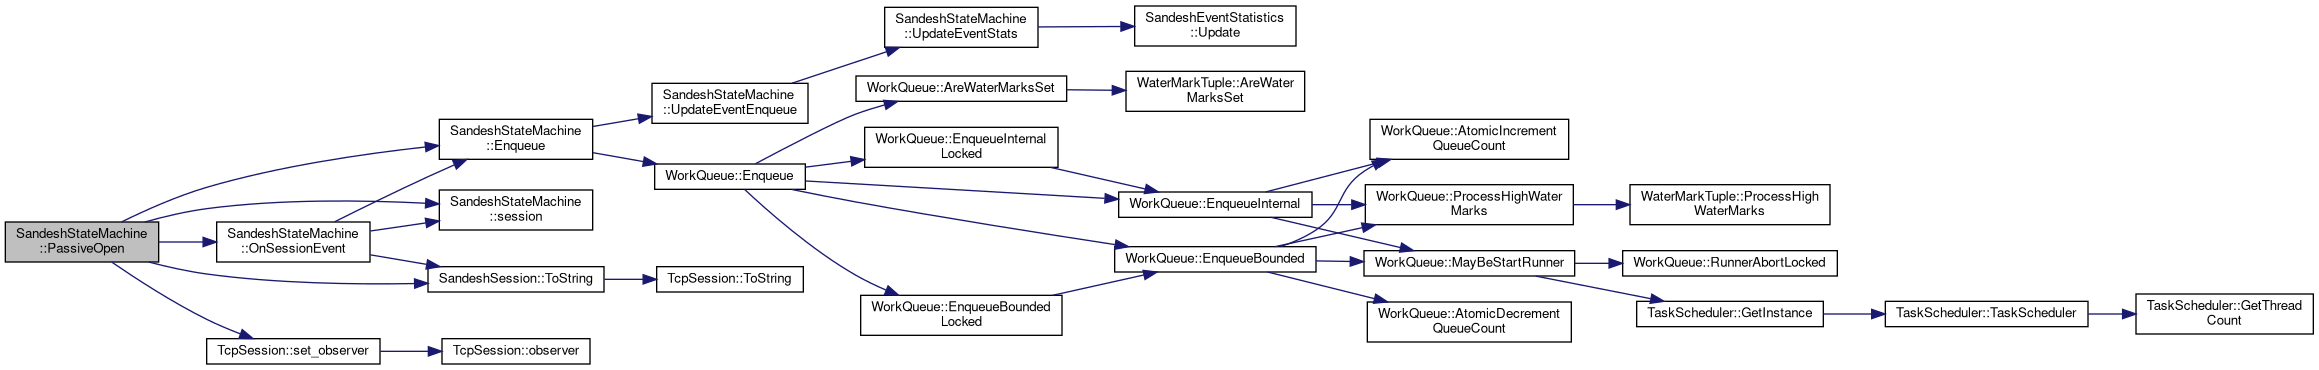 SandeshStateMachine
::PassiveOpen
SandeshStateMachine
::OnSessionEvent
TcpSession::set_observer
SandeshStateMachine
::Enqueue
SandeshStateMachine
::session
SandeshSession::ToString
TcpSession::observer
SandeshStateMachine
::UpdateEventEnqueue
WorkQueue::Enqueue
TcpSession::ToString
SandeshStateMachine
::UpdateEventStats
WorkQueue::AreWaterMarksSet
WorkQueue::EnqueueInternal
Locked
WorkQueue::EnqueueBounded
Locked
SandeshEventStatistics
::Update
WaterMarkTuple::AreWater
MarksSet
WorkQueue::EnqueueInternal
WorkQueue::EnqueueBounded
WorkQueue::AtomicIncrement
QueueCount
WorkQueue::ProcessHighWater
Marks
WorkQueue::MayBeStartRunner
WorkQueue::AtomicDecrement
QueueCount
WaterMarkTuple::ProcessHigh
WaterMarks
WorkQueue::RunnerAbortLocked
TaskScheduler::GetInstance
TaskScheduler::TaskScheduler
TaskScheduler::GetThread
Count